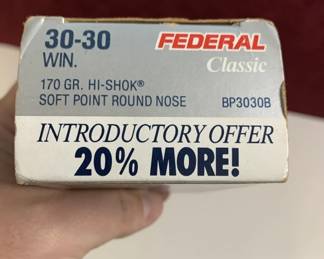 30-30 FEDERAL
WIN. Classic
170 GR. HI-SHOK®
SOFT POINT ROUND NOSE BP3030B
INTRODUCTORY OFFER
20% MORE!